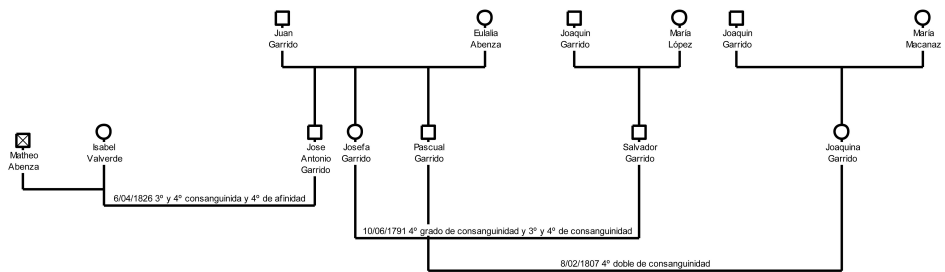 Juan
Garrido
Eulalia
Abenza
Joaquin
Garrido
María
López
Joaquin
Garrido
María
Macanaz
Matheo
Abenza
Isabel
Valverde
Jose
Antonio
Garrido
Josefa
Garrido
Pascual
Garrido
Salvador
Garrido
Joaquina
Garrido
6/04/1826 3º y 4º consanguinida y 4º de afinidad
10/06/1791 4º grado de consanguinidad y 3º y 4º de consanguinidad
8/02/1807 4º doble de consanguinidad